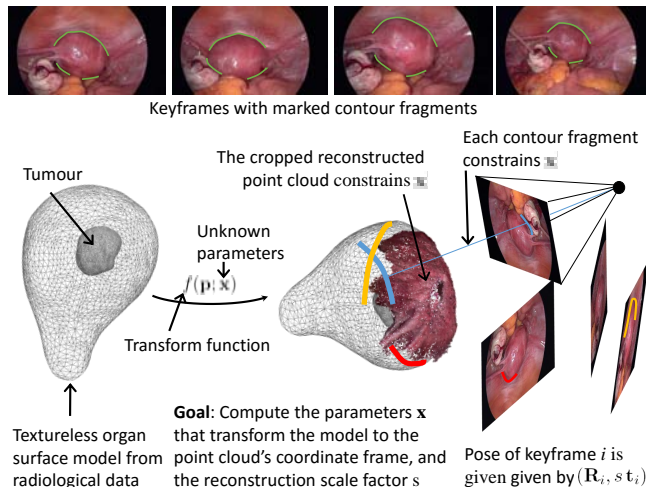 Keyframes with marked contour fragments
Each contour fragment
constrains
The cropped reconstructed
point cloud constrains
Tumour
Unknown
parameters
f(p; x)
Transform function
Textureless organ
surface model from
radiological data
Goal: Compute the parameters x
that transform the model to
the point cloud's coordinate frame, and
the reconstruction scale factor s
Pose of keyframe i is
given given by (R_i, s t_i)